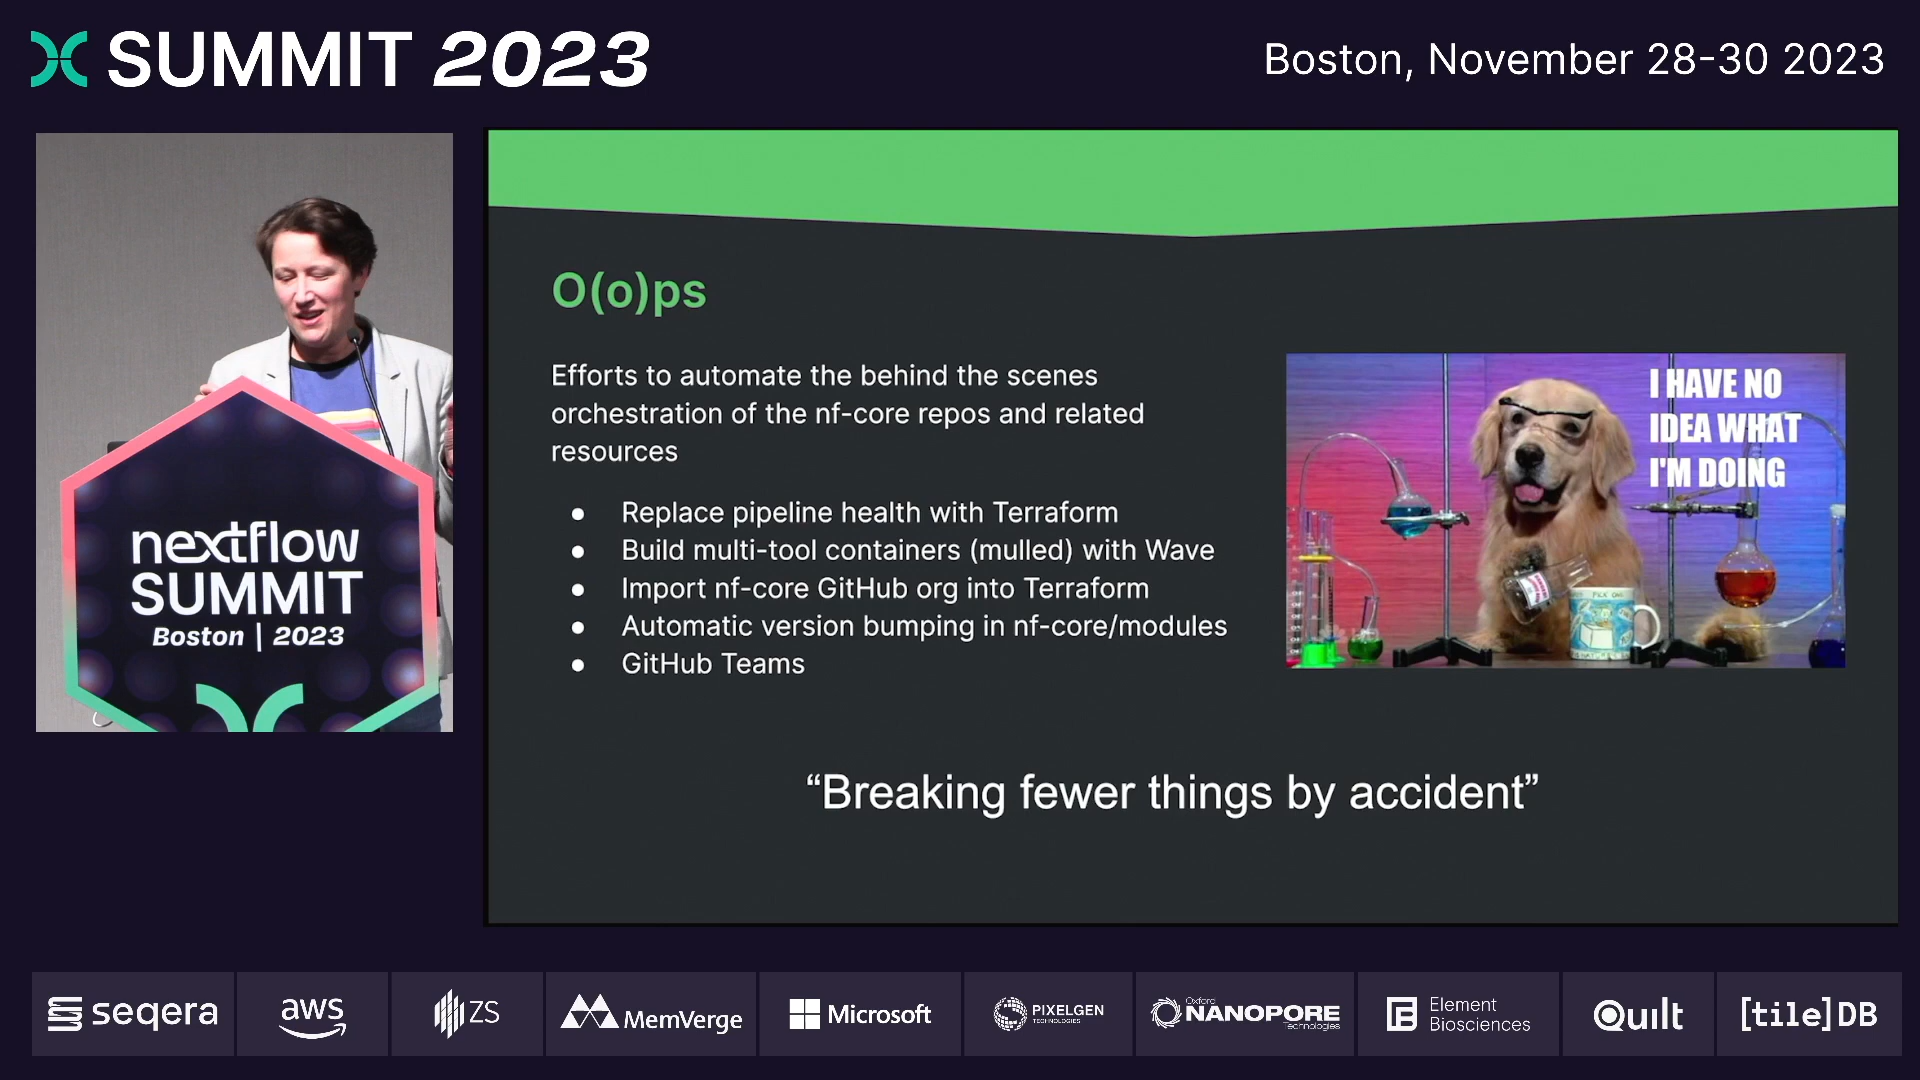 SUMMIT 2023
Boston, November 28-30 2023
nextflow
SUMMIT
Boston | 2023
O(o)ps
Efforts to automate the behind the scenes
orchestration of the nf-core repos and related
resources
● Replace pipeline health with Terraform
● Build multi-tool containers (mulled) with Wave
● Import nf-core GitHub org into Terraform
● Automatic version bumping in nf-core/modules
● GitHub Teams
I HAVE NO
IDEA WHAT
I'M DOING
“Breaking fewer things by accident”
seqera
aws
ZS
MemVerge
Microsoft
PIXELGEN
TECHNOLOGIES
Oxford
NANOPORE
Technologies
Element
Biosciences
Quilt
[tile]DB